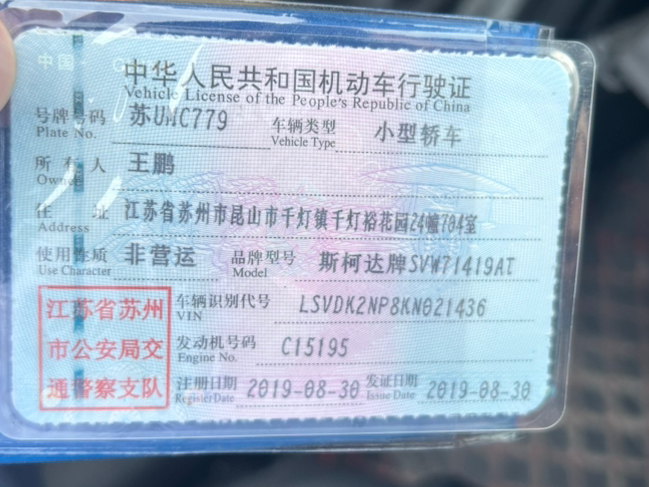 中国
中华人民共和国机动车行驶证
Vehicle License of the People's Republic of China
号牌号码 苏UMC779 车辆类型 小型轿车
Plate No. Vehicle Type
所有人 王鹏
Owner
住址 江苏省苏州市昆山市千灯镇千灯裕花园24幢704室
Address
使用性质 非营运 品牌型号 斯柯达牌SVW71419AT
Use Character Model
江苏省苏州 车辆识别代号 LSVDK2NP8KN021436
VIN
市公安局交 发动机号码 C15195
Engine No.
通警察支队 注册日期 2019-08-30 发证日期 2019-08-30
Register Date Issue Date